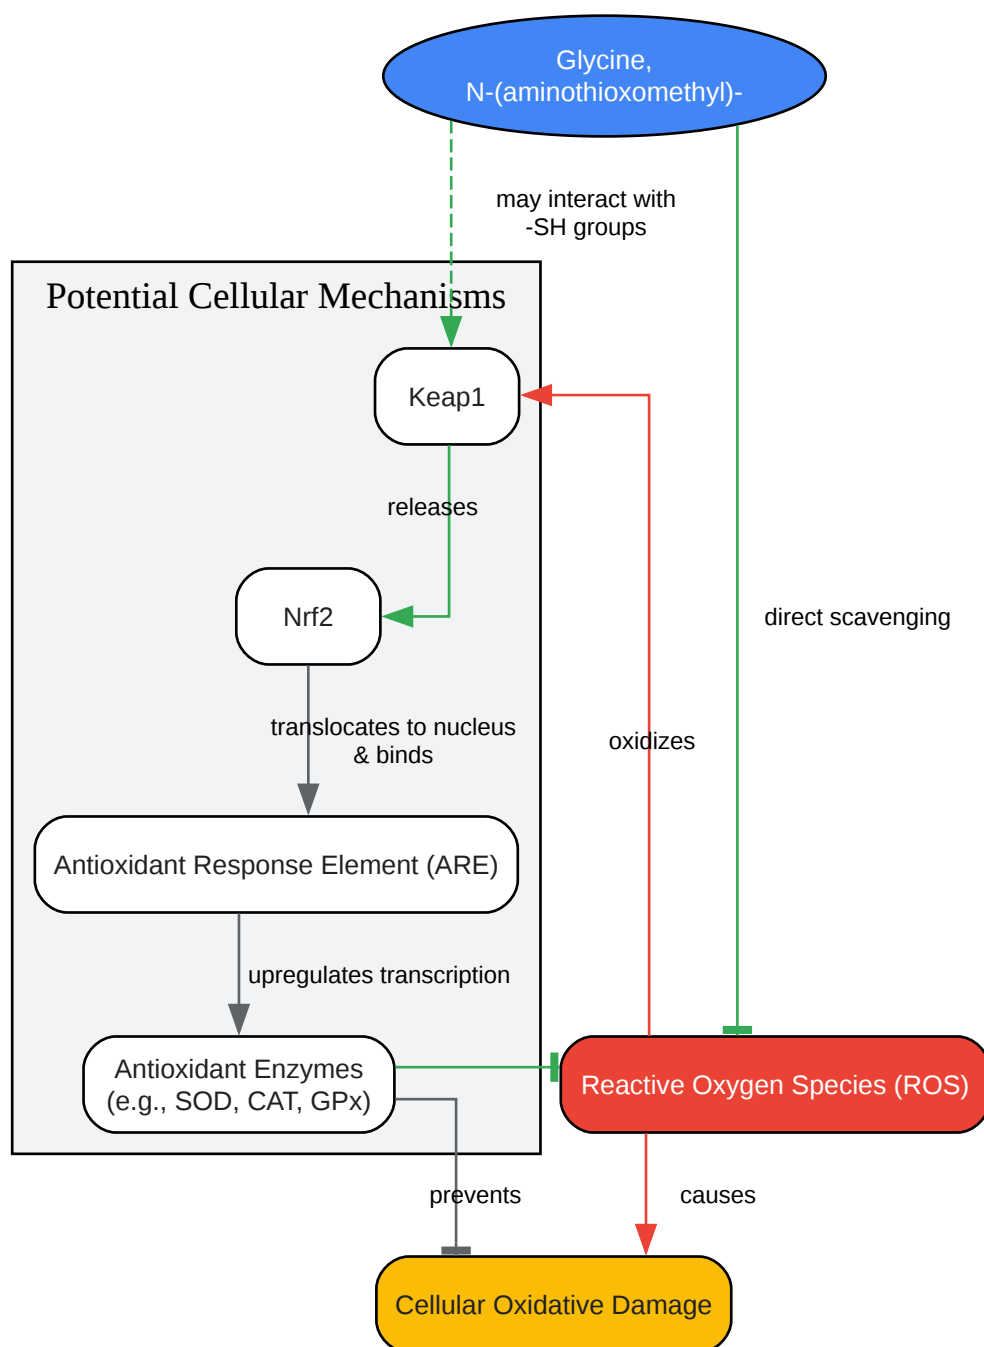 Glycine,
N-(aminothioxomethyl)-
may interact with
-SH groups
Potential Cellular Mechanisms
Keap1
releases
Nrf2
direct scavenging
translocates to nucleus
& binds
oxidizes
Antioxidant Response Element (ARE)
upregulates transcription
Antioxidant Enzymes
(e.g., SOD, CAT, GPx)
Reactive Oxygen Species (ROS)
prevents
causes
Cellular Oxidative Damage